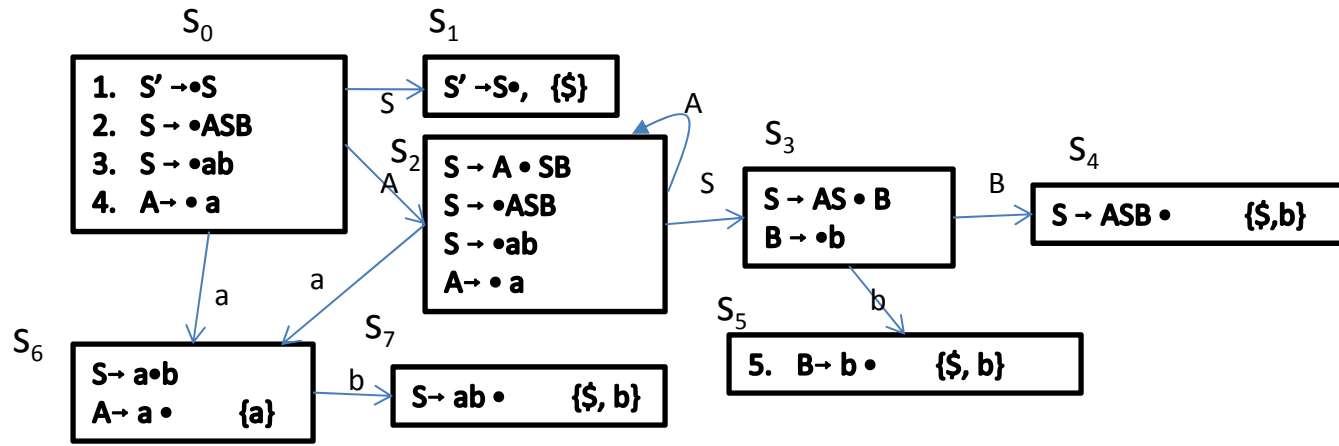 S0
1. S' →•S
2. S → •ASB
3. S → •ab
4. A→ • a
S
S1
S' →S•, {$}
A
S2
S → A • SB
S → •ASB
S → •ab
A→ • a
A
S
S3
S → AS • B
B → •b
B
S4
S → ASB • {$,b}
b
S5
5. B→ b • {$, b}
a
a
S6
S→ a•b
A→ a • {a}
b
S7
S→ ab • {$, b}